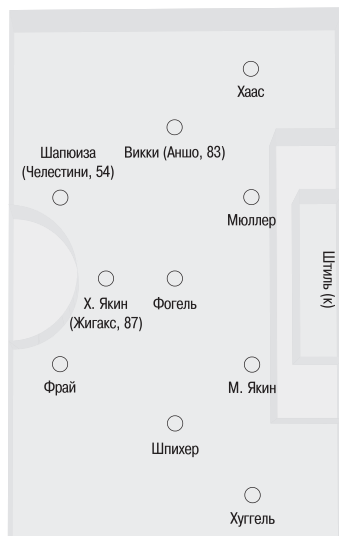 Хаас
Шапюиза
(Челестини, 54)
Викки (Аншо, 83)
Мюллер
Штиль (к)
Х. Якин
(Жигакс, 87)
Фогель
Фрай
М. Якин
Шпихер
Хуггель